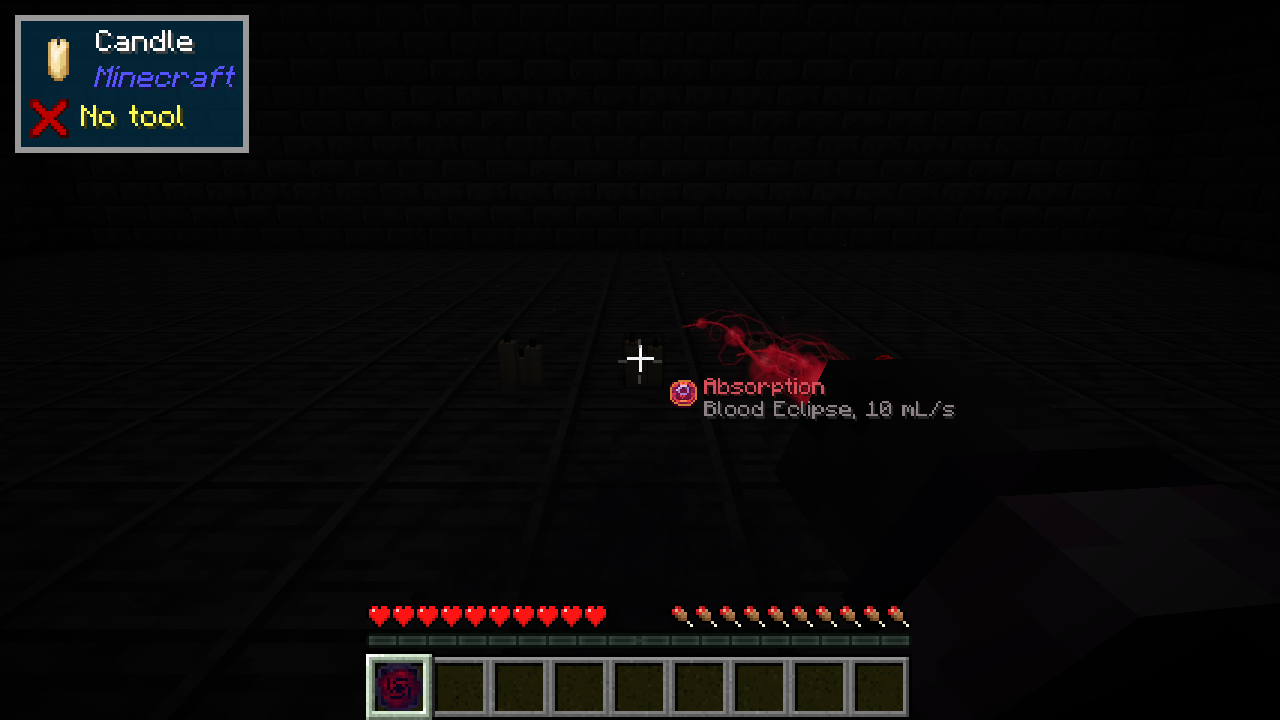 Candle
Minecraft
No tool
Absorption
Blood Eclipse, 10 mL/s